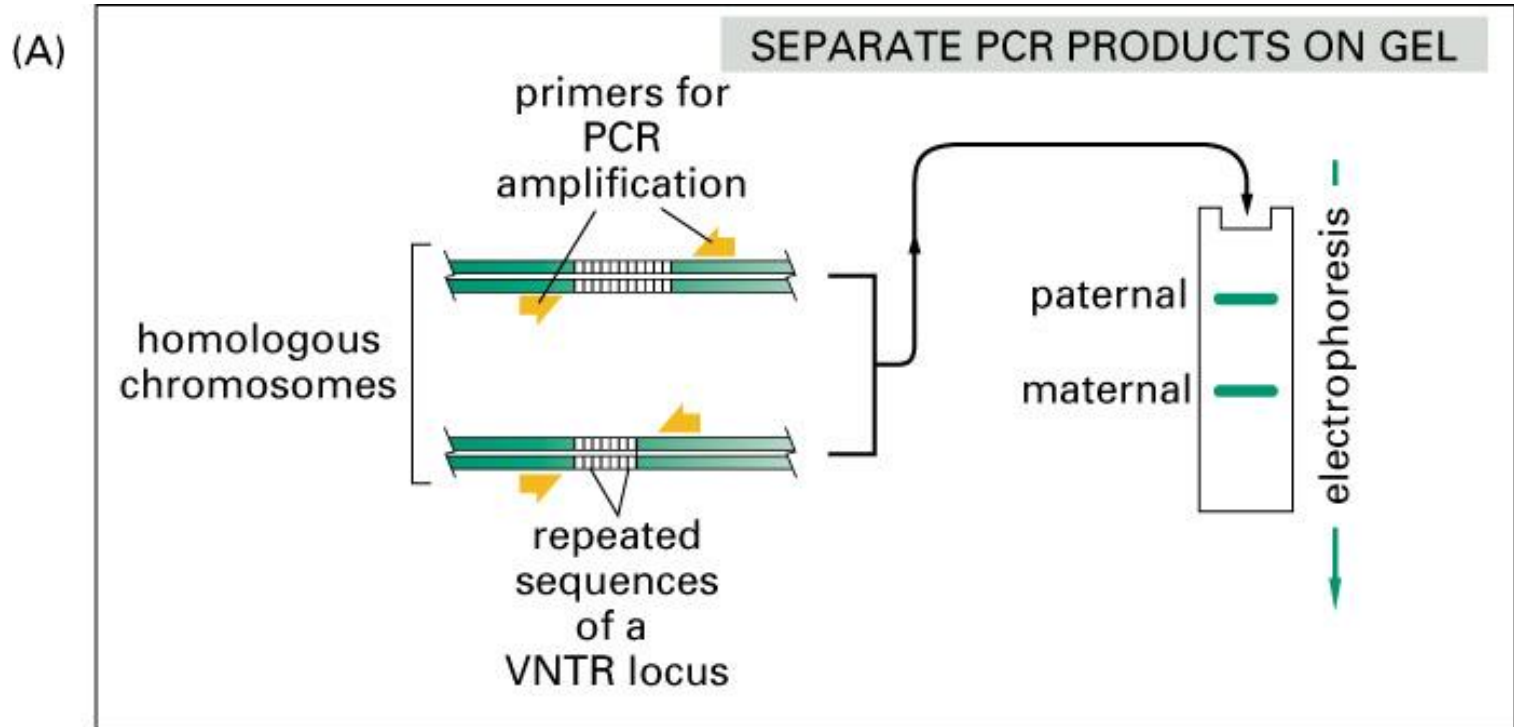 (A)
SEPARATE PCR PRODUCTS ON GEL
primers for
PCR
amplification
homologous
chromosomes
repeated
sequences
of a
VNTR locus
paternal
maternal
electrophoresis